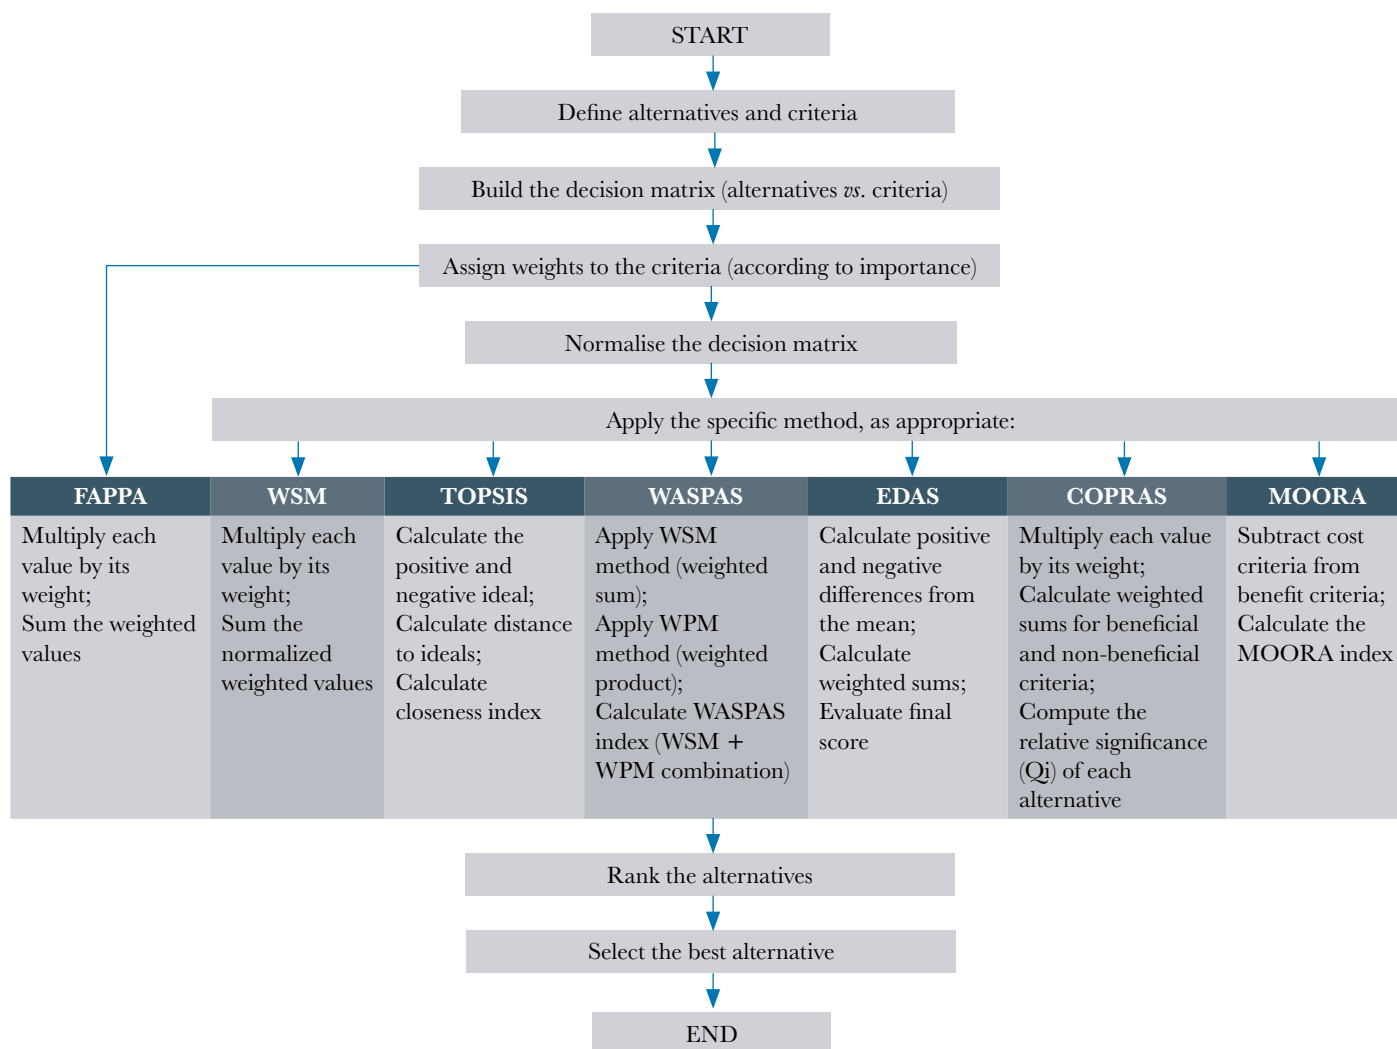 START
Define alternatives and criteria
Build the decision matrix (alternatives vs. criteria)
Assign weights to the criteria (according to importance)
Normalise the decision matrix
Apply the specific method, as appropriate:
FAPPA
Multiply each
value by its
weight;
Sum the weighted
values
WSM
Multiply each
value by its
weight;
Sum the
normalized
weighted values
TOPSIS
Calculate the
positive and
negative ideal;
Calculate distance
to ideals;
Calculate
closeness index
WASPAS
Apply WSM
method (weighted
sum);
Apply WPM
method (weighted
product);
Calculate WASPAS
index (WSM +
WPM combination)
EDAS
Calculate positive
and negative
differences from
the mean;
Calculate
weighted sums;
Evaluate final
score
COPRAS
Multiply each value
by its weight;
Calculate weighted
sums for beneficial
and non-beneficial
criteria;
Compute the
relative significance
(Qi) of each
alternative
MOORA
Subtract cost
criteria from
benefit criteria;
Calculate the
MOORA index
Rank the alternatives
Select the best alternative
END